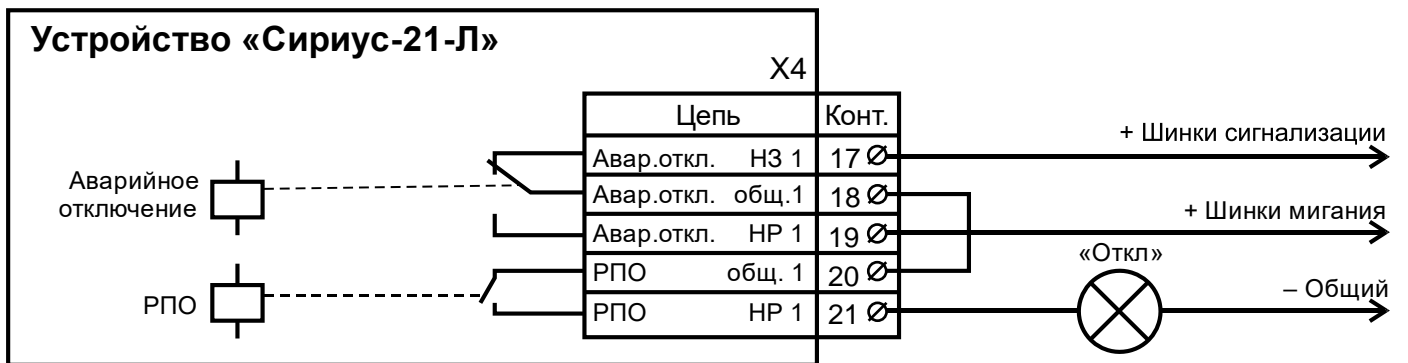 Устройство «Сириус-21-Л»
X4
Цепь Конт.
Авар.откл. НЗ 1 17
Авар.откл. общ.1 18
Авар.откл. НР 1 19
РПО общ. 1 20
РПО НР 1 21
Аварийное
отключение
РПО
+ Шинки сигнализации
+ Шинки мигания
«Откл»
– Общий